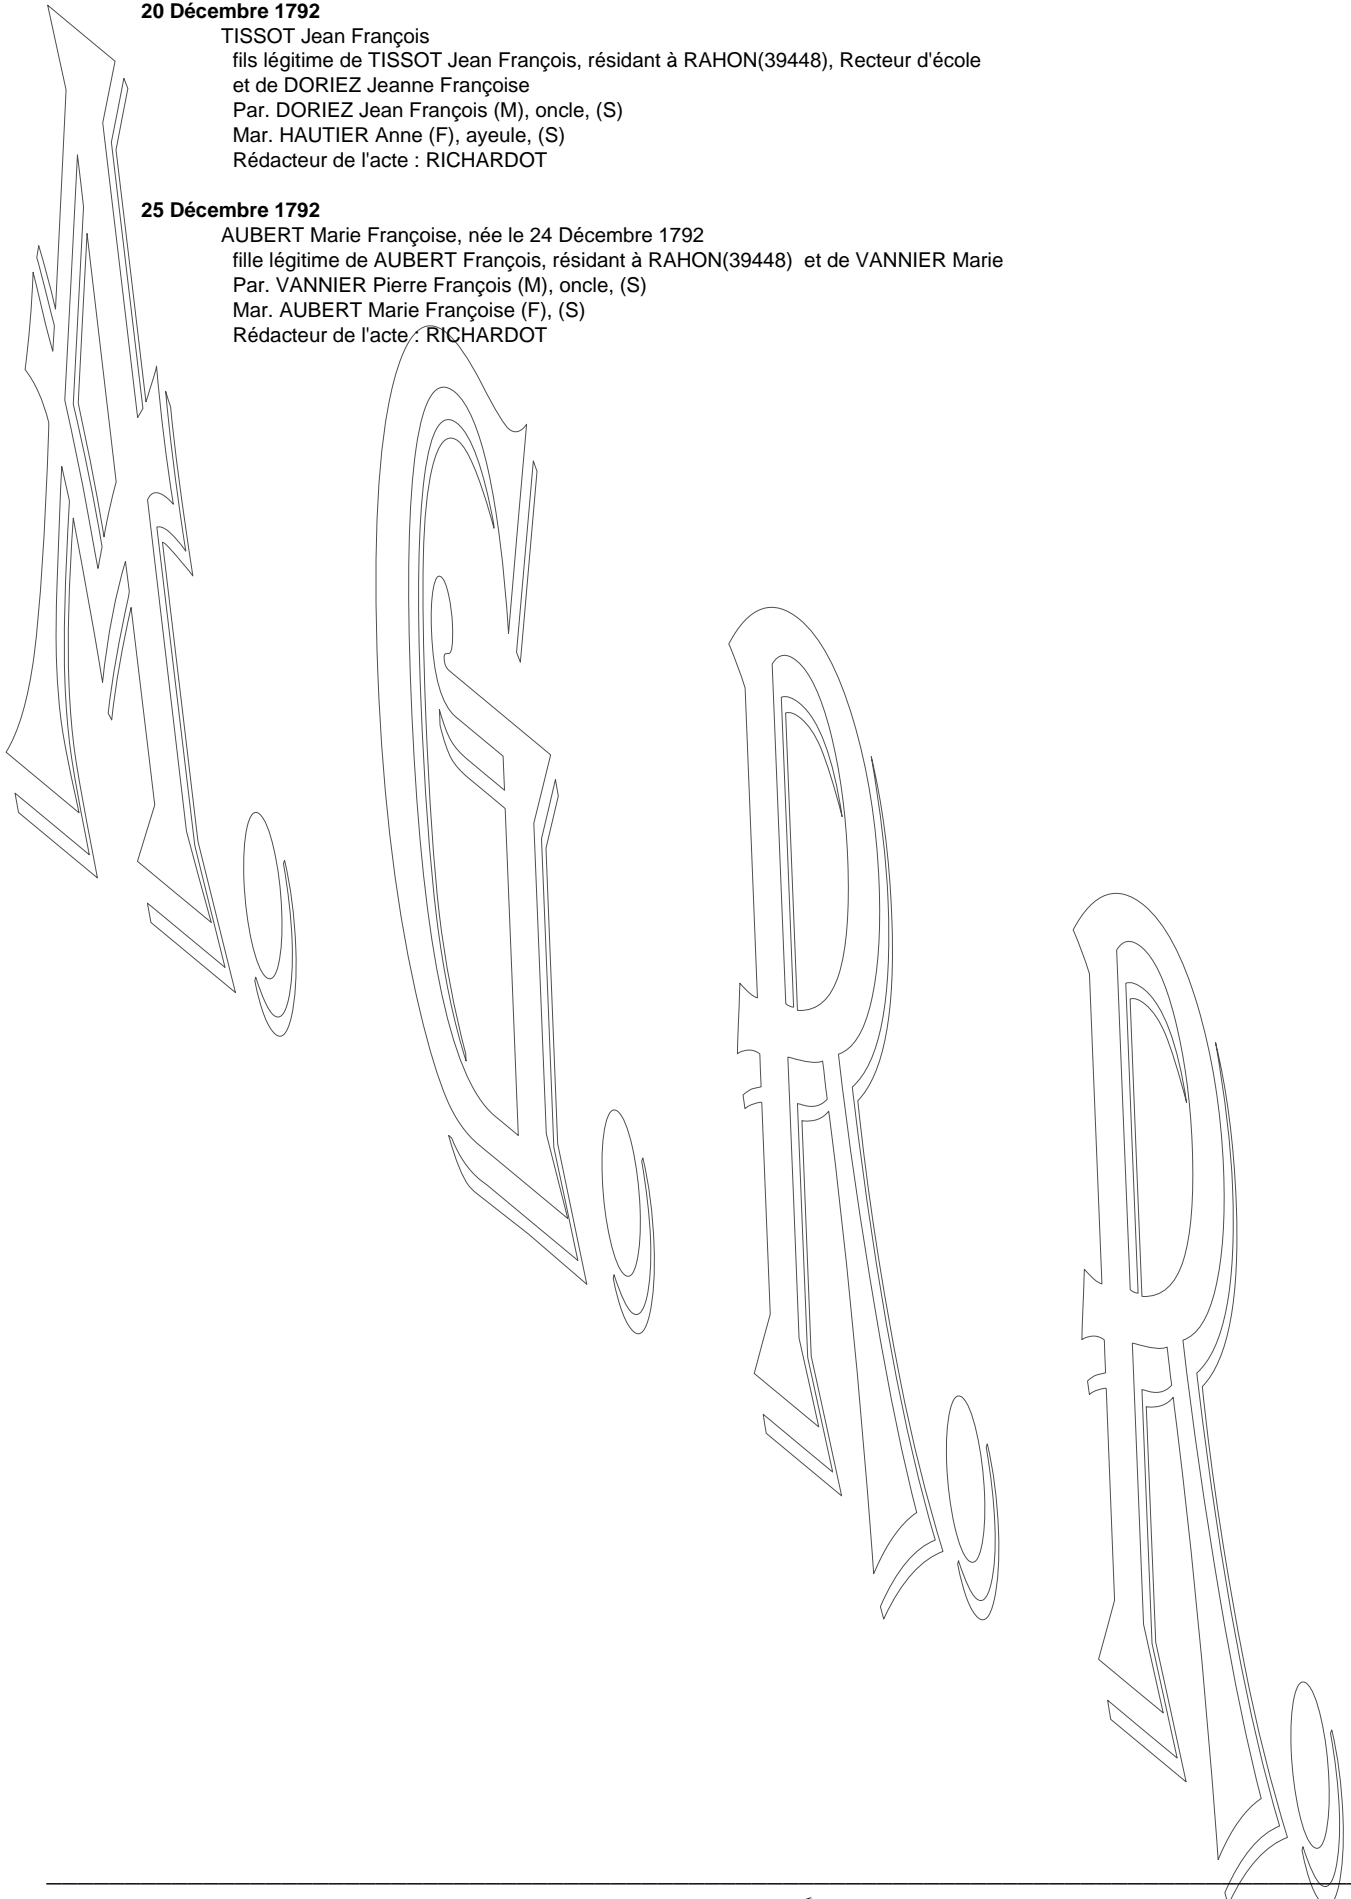 20 Décembre 1792
TISSOT Jean François
fils légitime de TISSOT Jean François, résidant à RAHON(39448), Recteur d'école
et de DORIEZ Jeanne Françoise
Par. DORIEZ Jean François (M), oncle, (S)
Mar. HAUTIER Anne (F), ayeule, (S)
Rédacteur de l'acte : RICHARDOT
25 Décembre 1792
AUBERT Marie Françoise, née le 24 Décembre 1792
fille légitime de AUBERT François, résidant à RAHON(39448)  et de VANNIER Marie
Par. VANNIER Pierre François (M), oncle, (S)
Mar. AUBERT Marie Françoise (F), (S)
Rédacteur de l'acte : RICHARDOT